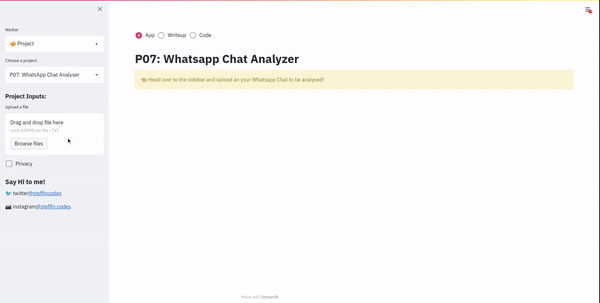 Navbar
Project
Choose a project:
P07: WhatsApp Chat Analyser
Project Inputs:
Upload a file
Drag and drop file here
Limit 200MB per file • TXT
Browse files
Privacy
Say Hi to me!
twitter@steffincodes
instagram@steffin.codes
App Writeup Code
P07: Whatsapp Chat Analyzer
Head over to the sidebar and upload an your Whatsapp Chat to be analysed!
Made with Streamlit